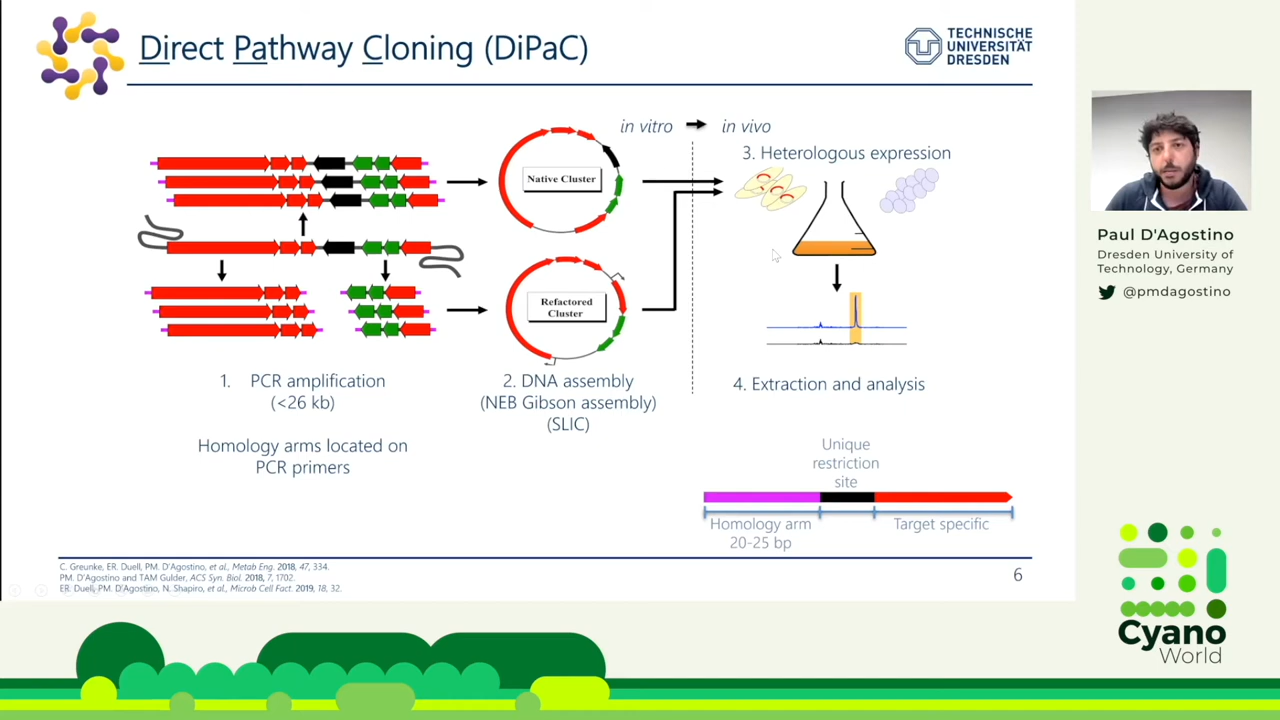 Direct Pathway Cloning (DiPaC)
TECHNISCHE
UNIVERSITÄT
DRESDEN
in vitro
in vivo
3. Heterologous expression
Native Cluster
Refactored
Cluster
1. PCR amplification
(<26 kb)
Homology arms located on
PCR primers
2. DNA assembly
(NEB Gibson assembly)
(SLIC)
4. Extraction and analysis
Unique
restriction
site
Homology arm
20-25 bp
Target specific
C. Greunke, ER. Duell, PM. D'Agostino, et al., Metab Eng. 2018, 47, 334.
PM. D'Agostino and TAM Gulder, ACS Syn. Biol. 2018, 7, 1702.
ER. Duell, PM. D'Agostino, N. Shapiro, et al., Microb Cell Fact. 2019, 18, 32.
6
Paul D'Agostino
Dresden University of
Technology, Germany
@pmdagostino
Cyano
World